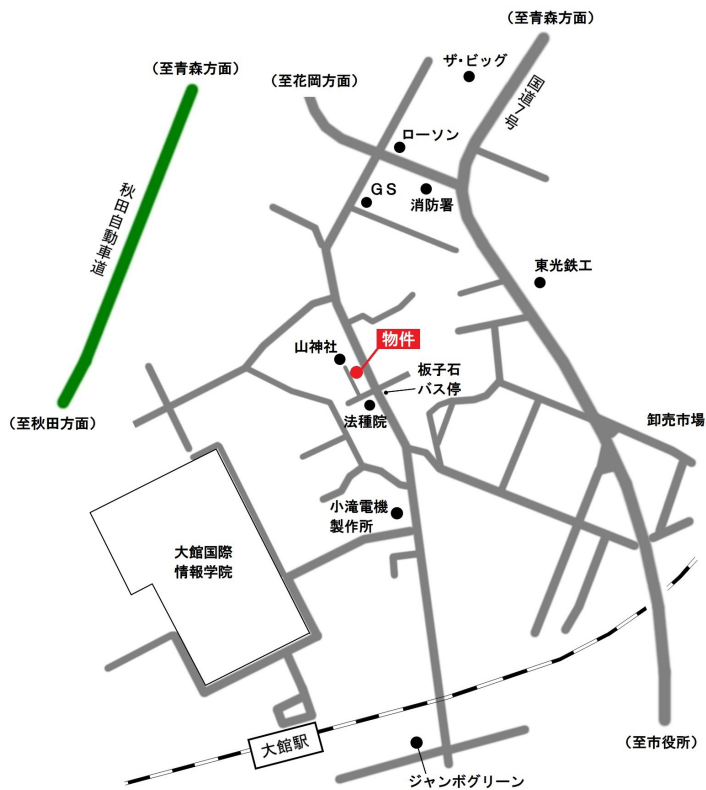 (至青森方面)
ザ・ビッグ
(至青森方面)
(至花岡方面)
国道7号
ローソン
GS
消防署
秋田自動車道
東光鉄工
物件
山神社
板子石
バス停
法種院
(至秋田方面)
卸売市場
小滝電機
製作所
大館国際
情報学院
大館駅
(至市役所)
ジャンボグリーン